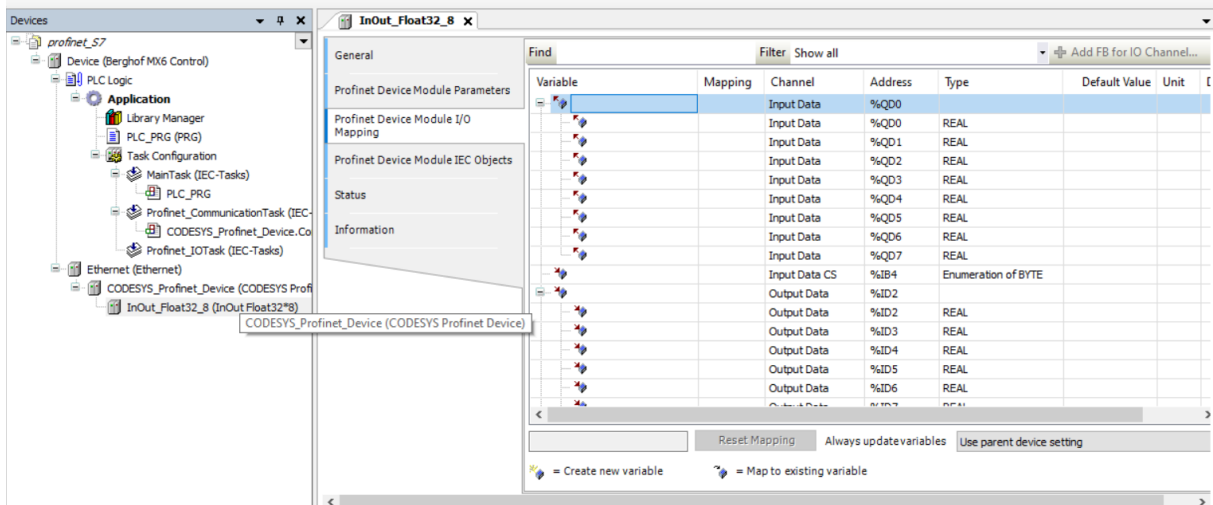 Devices
profinet_S7
Device (Berghof MX6 Control)
PLC Logic
Application
Library Manager
PLC_PRG (PRG)
Task Configuration
MainTask (IEC-Tasks)
PLC_PRG
Profinet_CommunicationTask (IEC-
CODESYS_Profinet_Device.Co
Profinet_IOTask (IEC-Tasks)
Ethernet (Ethernet)
CODESYS_Profinet_Device (CODESYS Profi
InOut_Float32_8 (InOut Float32*8)
CODESYS_Profinet_Device (CODESYS Profinet Device)
InOut_Float32_8
General
Profinet Device Module Parameters
Profinet Device Module I/O
Mapping
Profinet Device Module IEC Objects
Status
Information
Find Filter Show all Add FB for IO Channel...
Variable Mapping Channel Address Type Default Value Unit D
Input Data %QD0
Input Data %QD0 REAL
Input Data %QD1 REAL
Input Data %QD2 REAL
Input Data %QD3 REAL
Input Data %QD4 REAL
Input Data %QD5 REAL
Input Data %QD6 REAL
Input Data %QD7 REAL
Input Data CS %IB4 Enumeration of BYTE
Output Data %ID2
Output Data %ID2 REAL
Output Data %ID3 REAL
Output Data %ID4 REAL
Output Data %ID5 REAL
Output Data %ID6 REAL
Output Data %ID7 REAL
Reset Mapping Always update variables Use parent device setting
= Create new variable = Map to existing variable